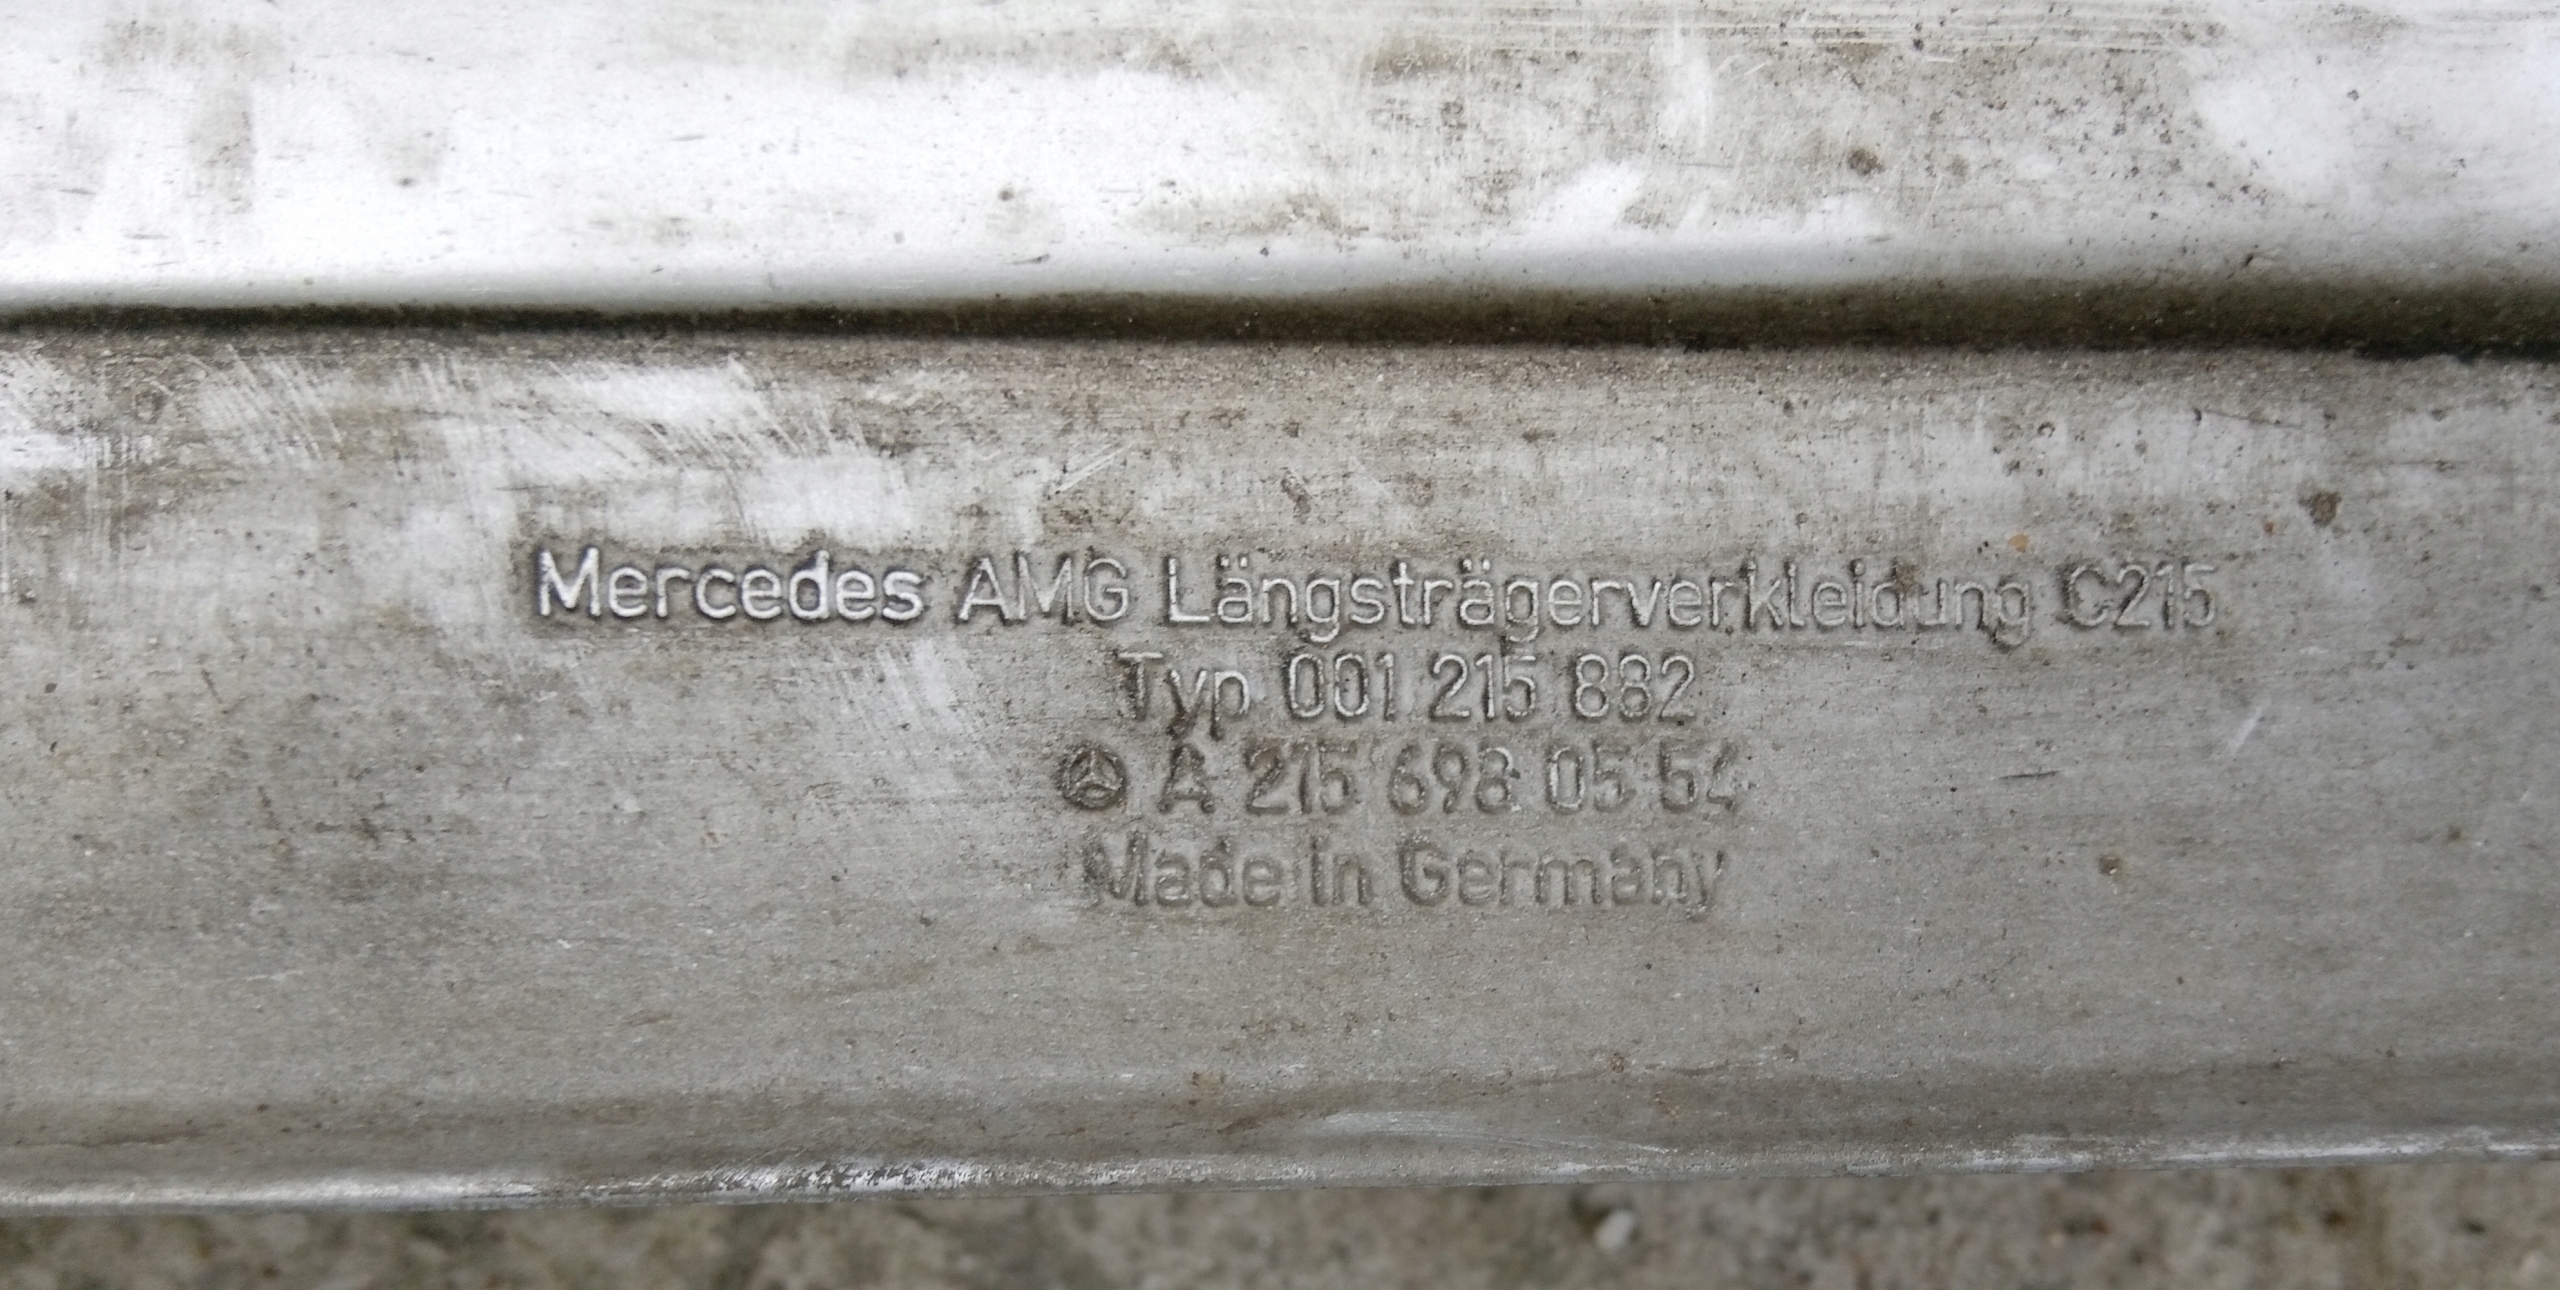 Mercedes AMG Längsträgerverkleidung C215
Typ 001 215 882
A 215 698 05 54
Made in Germany